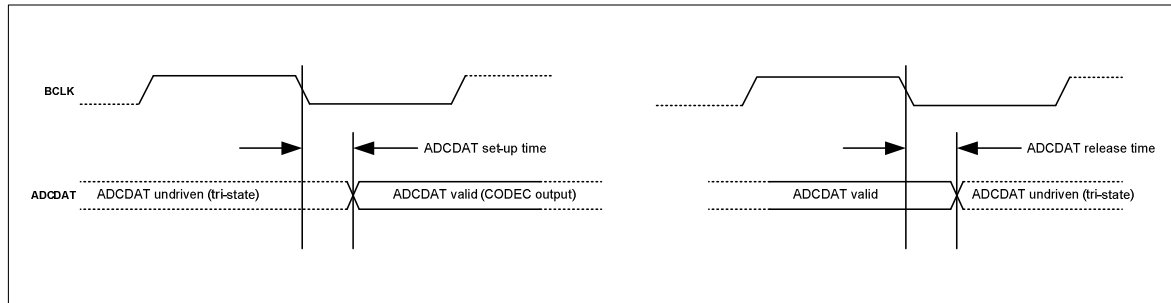 BCLK
ADCDAT set-up time
ADCDAT release time
ADCDAT
ADCDAT undriven (tri-state)
ADCDAT valid (CODEC output)
ADCDAT valid
ADCDAT undriven (tri-state)